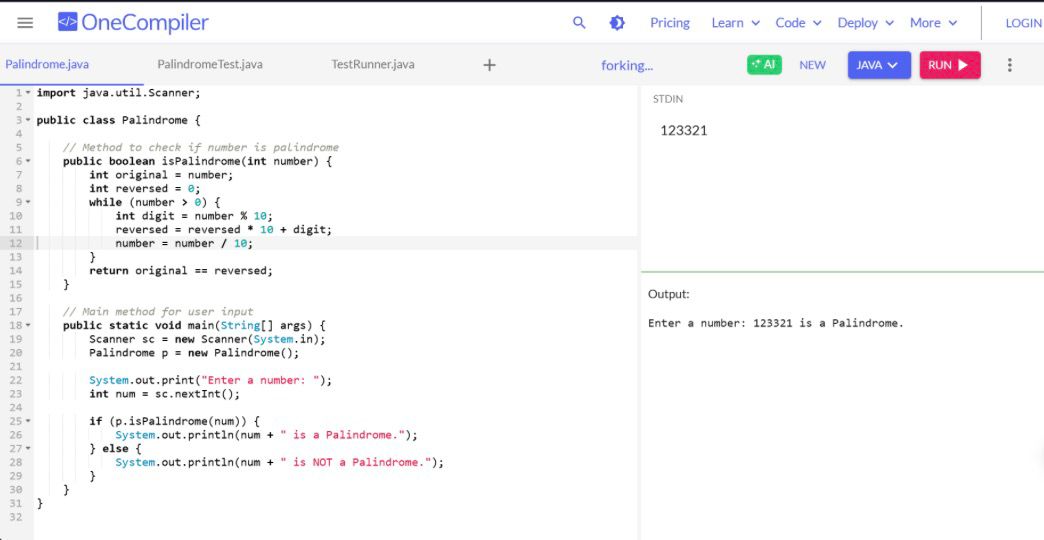 OneCompiler
Pricing Learn Code Deploy More LOGIN
Palindrome.java PalindromeTest.java TestRunner.java + forking... AI NEW JAVA RUN
1 import java.util.Scanner;
2
3 public class Palindrome {
4
5 // Method to check if number is palindrome
6 public boolean isPalindrome(int number) {
7 int original = number;
8 int reversed = 0;
9 while (number > 0) {
10 int digit = number % 10;
11 reversed = reversed * 10 + digit;
12 number = number / 10;
13 }
14 return original == reversed;
15 }
16
17 // Main method for user input
18 public static void main(String[] args) {
19 Scanner sc = new Scanner(System.in);
20 Palindrome p = new Palindrome();
21
22 System.out.print("Enter a number: ");
23 int num = sc.nextInt();
24
25 if (p.isPalindrome(num)) {
26 System.out.println(num + " is a Palindrome.");
27 } else {
28 System.out.println(num + " is NOT a Palindrome.");
29 }
30 }
31 }
32
STDIN
123321
Output:
Enter a number: 123321 is a Palindrome.